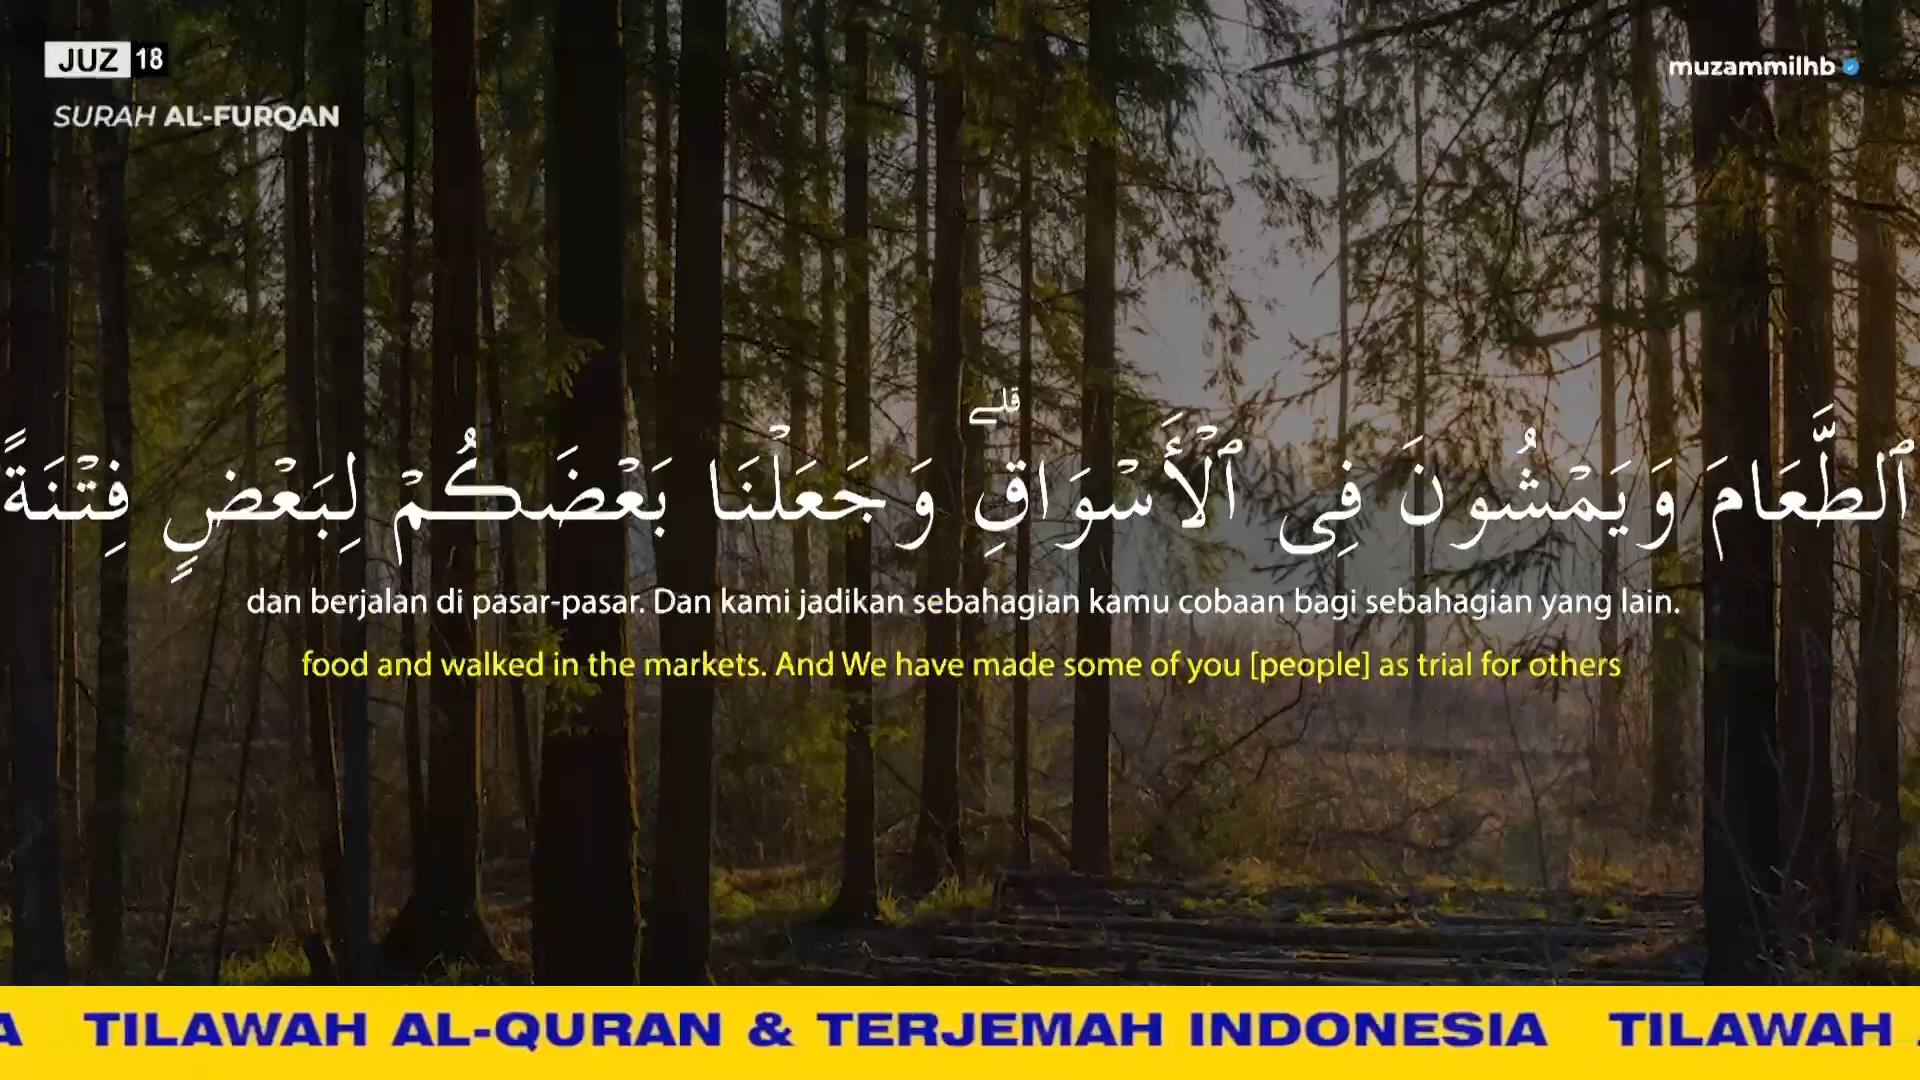 JUZ 18
muzammilhb
SURAH AL-FURQAN
ٱلطَّعَامَ وَيَمْشُونَ فِى ٱلْأَسْوَاقِ ۗ وَجَعَلْنَا بَعْضَكُمْ لِبَعْضٍ فِتْنَةً
dan berjalan di pasar-pasar. Dan kami jadikan sebahagian kamu cobaan bagi sebahagian yang lain.
food and walked in the markets. And We have made some of you [people] as trial for others
A TILAWAH AL-QURAN & TERJEMAH INDONESIA TILAWAH